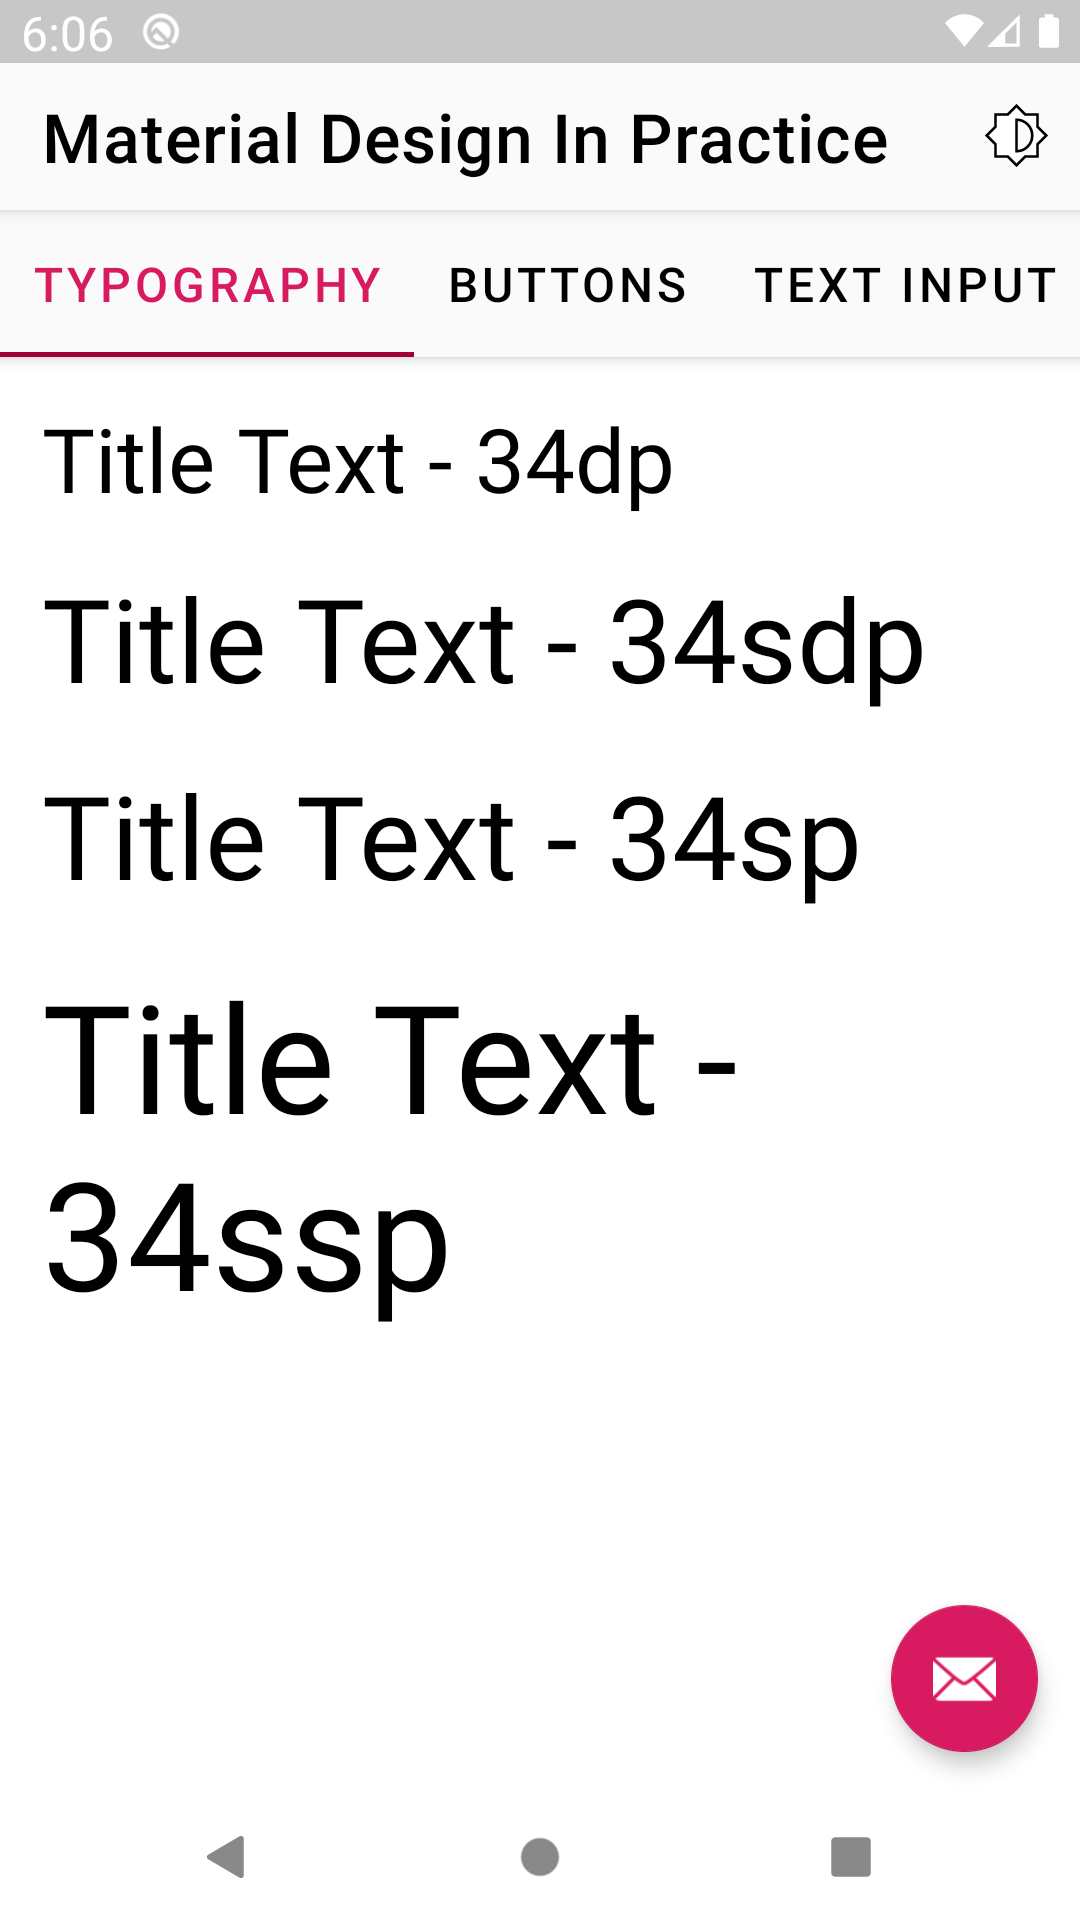 6:06
Material Design In Practice
TYPOGRAPHY BUTTONS TEXT INPUT
Title Text - 34dp
Title Text - 34sdp
Title Text - 34sp
Title Text -
34ssp